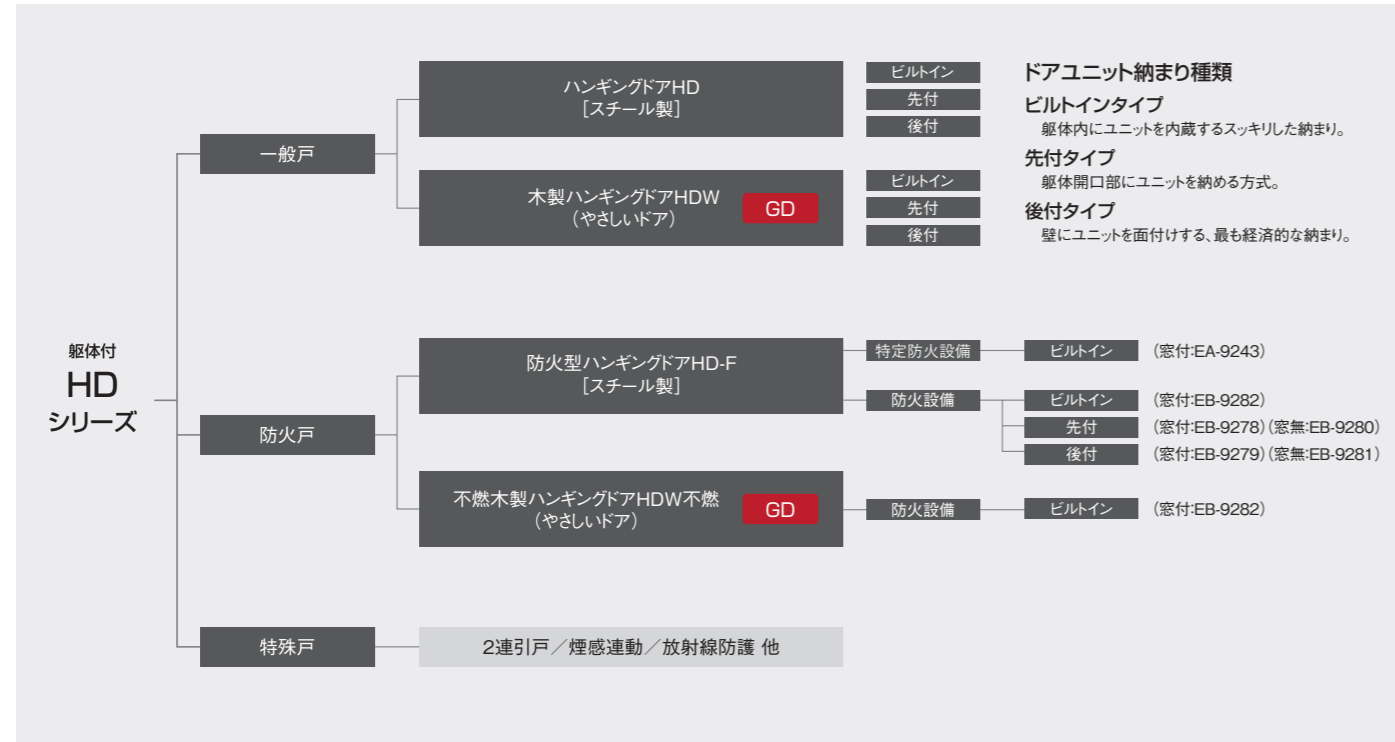 躯体付
HD
シリーズ
一般戸
ハンギングドアHD
[スチール製]
ビルトイン
先付
後付
木製ハンギングドアHDW
(やさしいドア)
GD
ビルトイン
先付
後付
ドアユニット納まり種類
ビルトインタイプ
躯体内にユニットを内蔵するスッキリした納まり。
先付タイプ
躯体開口部にユニットを納める方式。
後付タイプ
壁にユニットを面付けする、最も経済的な納まり。
防火戸
防火型ハンギングドアHD-F
[スチール製]
特定防火設備
ビルトイン
(窓付:EA-9243)
防火設備
ビルトイン
(窓付:EB-9282)
先付
(窓付:EB-9278)(窓無:EB-9280)
後付
(窓付:EB-9279)(窓無:EB-9281)
不燃木製ハンギングドアHDW不燃
(やさしいドア)
GD
防火設備
ビルトイン
(窓付:EB-9282)
特殊戸
2連引戸/煙感連動/放射線防護 他